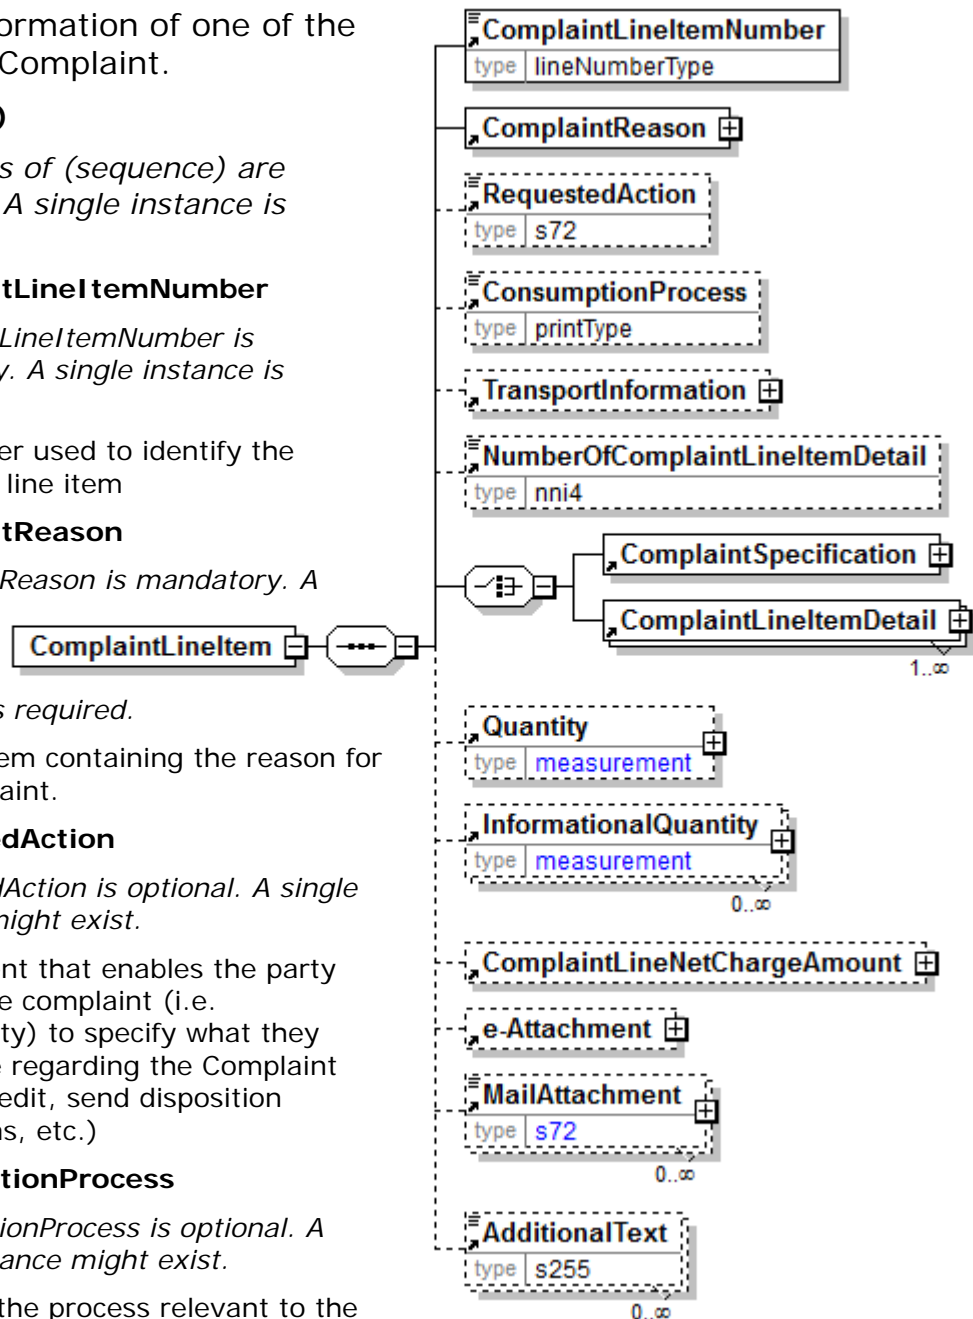 ormation of one of the
Complaint.
)
s of (sequence) are
A single instance is
tLineItemNumber
LineItemNumber is
y. A single instance is
er used to identify the
line item
tReason
Reason is mandatory. A
s required.
em containing the reason for
aint.
dAction
dAction is optional. A single
night exist.
nt that enables the party
e complaint (i.e.
ty) to specify what they
e regarding the Complaint
edit, send disposition
ns, etc.)
tionProcess
ionProcess is optional. A
ance might exist.
the process relevant to the
ComplaintLineItem
ComplaintLineItemNumber
type lineNumberType
ComplaintReason
RequestedAction
type s72
ConsumptionProcess
type printType
TransportInformation
NumberOfComplaintLineItemDetail
type nni4
ComplaintSpecification
ComplaintLineItemDetail
1..∞
Quantity
type measurement
InformationalQuantity
type measurement
0..∞
ComplaintLineNetChargeAmount
e-Attachment
MailAttachment
type s72
0..∞
AdditionalText
type s255
0..∞